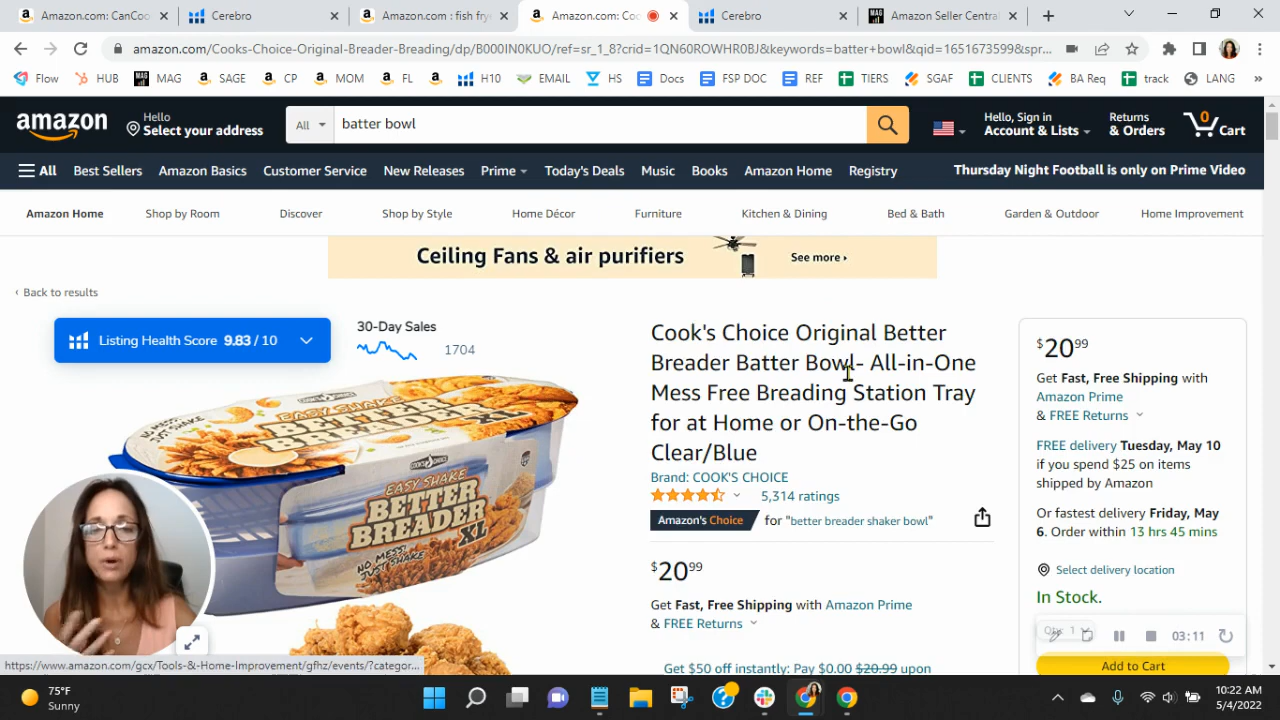 Amazon.com: CanCoo
Cerebro
Amazon.com : fish frye
Amazon.com: Coo
Cerebro
Amazon Seller Centra
amazon.com/Cooks-Choice-Original-Breader-Breading/dp/B000IN0KUO/ref=sr_1_8?crid=1QN60ROWHR0BJ&keywords=batter+bowl&qid=1651673599&spr...
Flow
HUB
MAG
SAGE
CP
MOM
FL
H10
EMAIL
HS
Docs
FSP DOC
REF
TIERS
SGAF
CLIENTS
BA Req
track
LANG
amazon
Hello
Select your address
All
batter bowl
Hello, Sign in
Account & Lists
Returns
& Orders
0
Cart
All
Best Sellers
Amazon Basics
Customer Service
New Releases
Prime
Today's Deals
Music
Books
Amazon Home
Registry
Thursday Night Football is only on Prime Video
Amazon Home
Shop by Room
Discover
Shop by Style
Home Décor
Furniture
Kitchen & Dining
Bed & Bath
Garden & Outdoor
Home Improvement
Ceiling Fans & air purifiers
See more ›
‹ Back to results
Listing Health Score 9.83 / 10
30-Day Sales
1704
Cook's Choice Original Better
Breader Batter Bowl- All-in-One
Mess Free Breading Station Tray
for at Home or On-the-Go
Clear/Blue
Brand: COOK'S CHOICE
5,314 ratings
Amazon's Choice for "better breader shaker bowl"
$20⁹⁹
Get Fast, Free Shipping with Amazon Prime
& FREE Returns
Get $50 off instantly: Pay $0.00 $20.99 upon
$20⁹⁹
Get Fast, Free Shipping with
Amazon Prime
& FREE Returns
FREE delivery Tuesday, May 10
if you spend $25 on items
shipped by Amazon
Or fastest delivery Friday, May
6. Order within 13 hrs 45 mins
Select delivery location
In Stock.
Qty: 1
03:11
Add to Cart
EASY SHAKE
BETTER
BREADER XL
NO MESS!
JUST SHAKE
https://www.amazon.com/gcx/Tools-&-Home-Improvement/gfhz/events/?categor...
75°F
Sunny
10:22 AM
5/4/2022